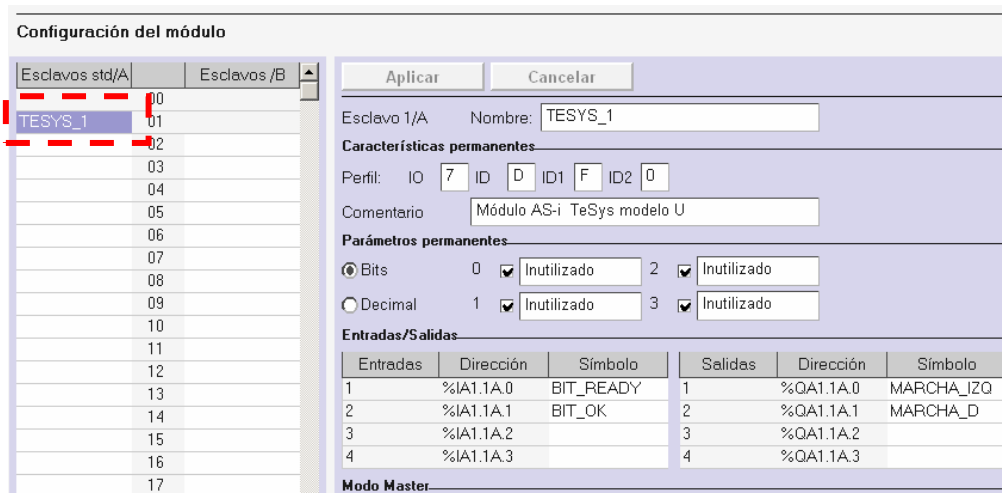 Configuración del módulo
Esclavos std/A Esclavos /B
00
TESYS_1 01
02
03
04
05
06
07
08
09
10
11
12
13
14
15
16
17
Aplicar Cancelar
Esclavo 1/A Nombre: TESYS_1
Características permanentes
Perfil: IO 7 ID D ID1 F ID2 0
Comentario Módulo AS-i TeSys modelo U
Parámetros permanentes
Bits 0 Inutilizado 2 Inutilizado
Decimal 1 Inutilizado 3 Inutilizado
Entradas/Salidas
Entradas Dirección Símbolo Salidas Dirección Símbolo
1 %IA1.1A.0 BIT_READY 1 %QA1.1A.0 MARCHA_IZQ
2 %IA1.1A.1 BIT_OK 2 %QA1.1A.1 MARCHA_D
3 %IA1.1A.2 3 %QA1.1A.2
4 %IA1.1A.3 4 %QA1.1A.3
Modo Master